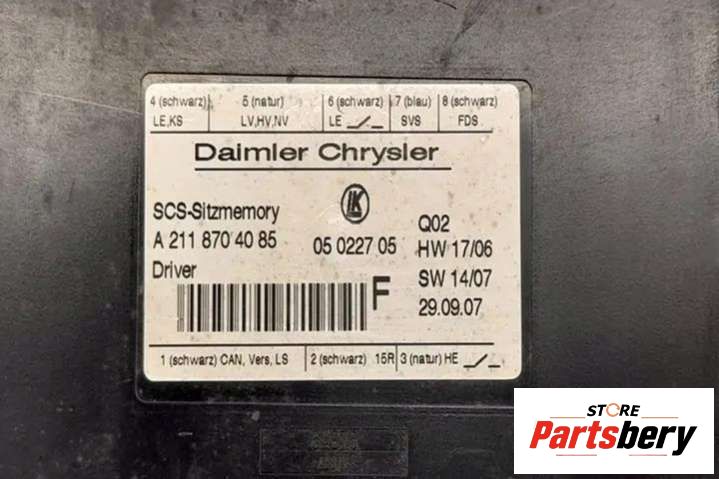 4 (schwarz) 5 (natur) 6 (schwarz) 7 (blau) 8 (schwarz)
LE,KS LV,HV,NV LE SVS FDS
Daimler Chrysler
SCS-Sitzmemory LK Q02
A 211 870 40 85 05 0227 05 HW 17/06
Driver SW 14/07
F 29.09.07
1 (schwarz) CAN, Vers, LS 2 (schwarz) 15R 3 (natur) HE
STORE
Partsbery